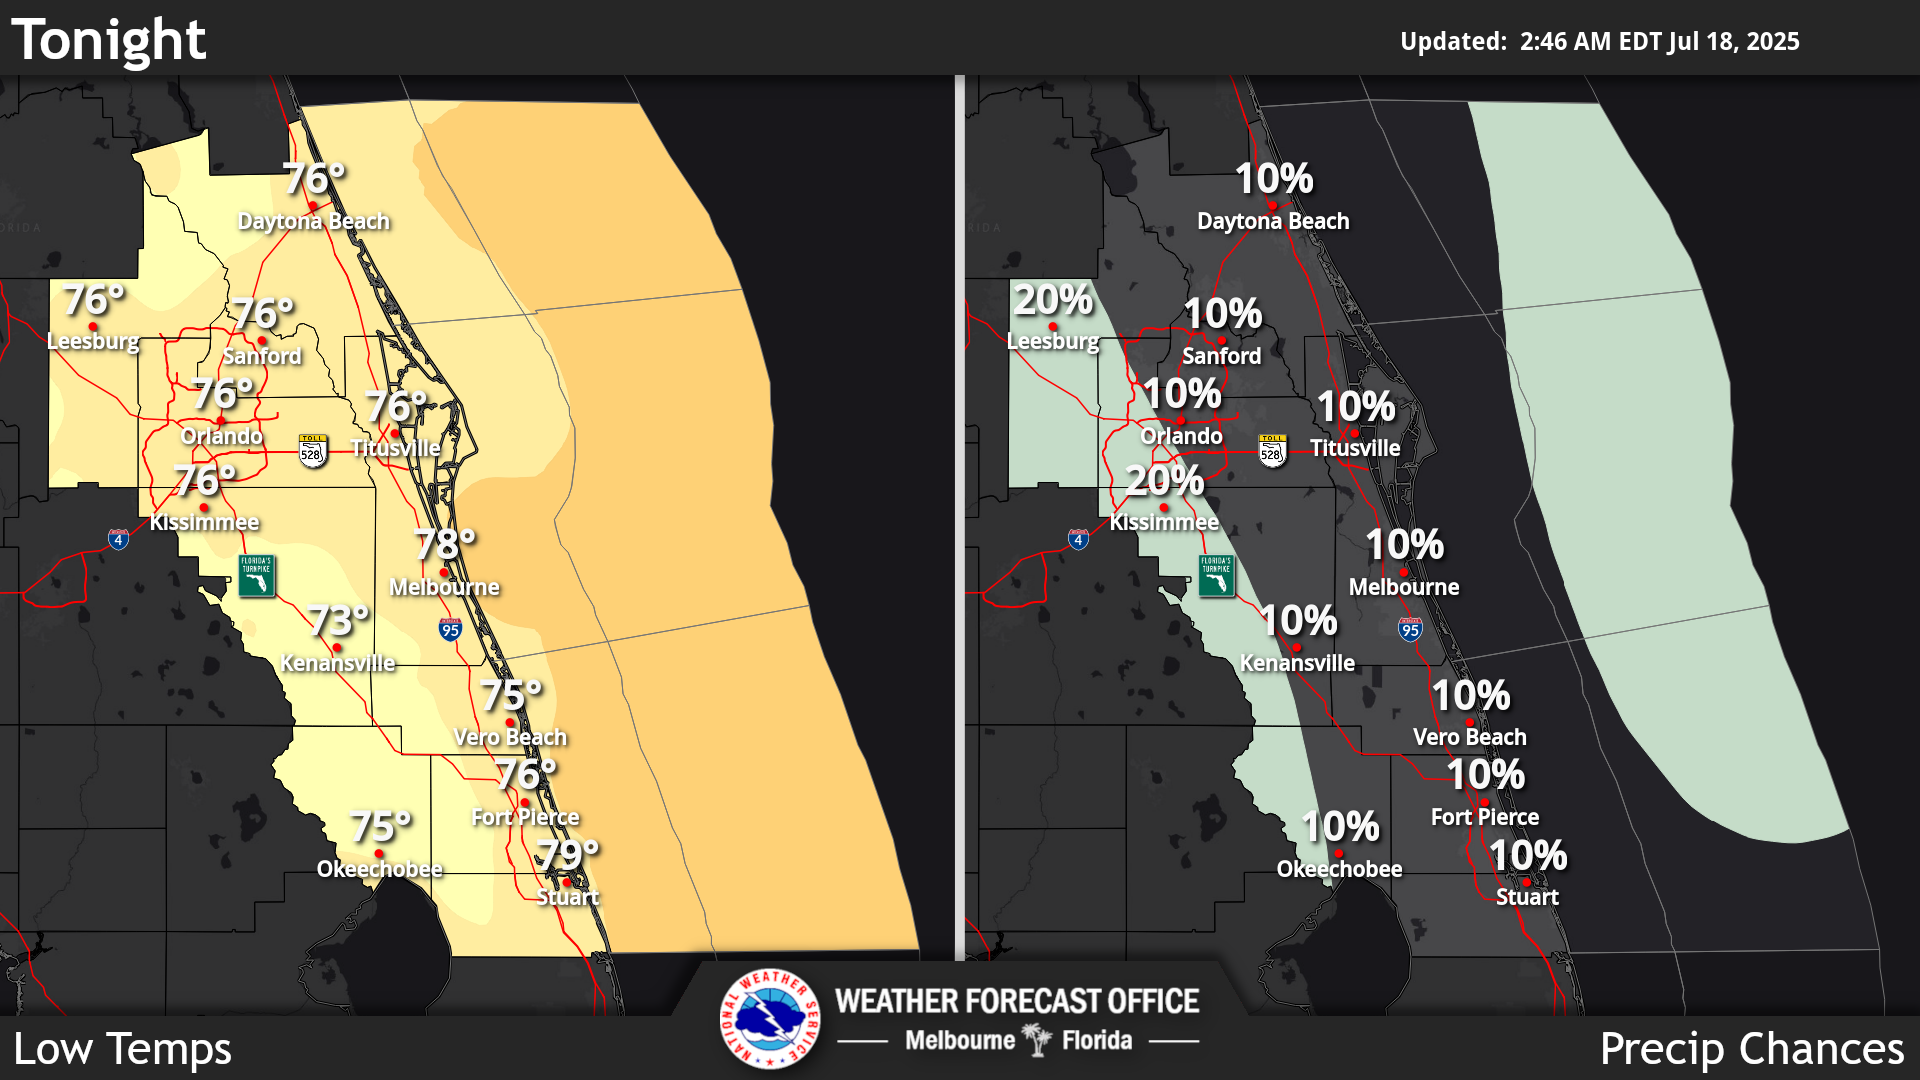 Tonight
Updated:  2:46 AM EDT Jul 18, 2025
76°
Daytona Beach
76°
Leesburg
76°
Sanford
76°
Orlando
76°
Titusville
TOLL
528
76°
Kissimmee
4
FLORIDA'S
TURNPIKE
78°
Melbourne
73°
Kenansville
95
75°
Vero Beach
76°
Fort Pierce
75°
Okeechobee
79°
Stuart
10%
Daytona Beach
20%
Leesburg
10%
Sanford
10%
Orlando
10%
Titusville
TOLL
528
20%
Kissimmee
4
FLORIDA'S
TURNPIKE
10%
Melbourne
10%
Kenansville
95
10%
Vero Beach
10%
Fort Pierce
10%
Okeechobee
10%
Stuart
Low Temps
NATIONAL WEATHER SERVICE
WEATHER FORECAST OFFICE
Melbourne Florida
Precip Chances